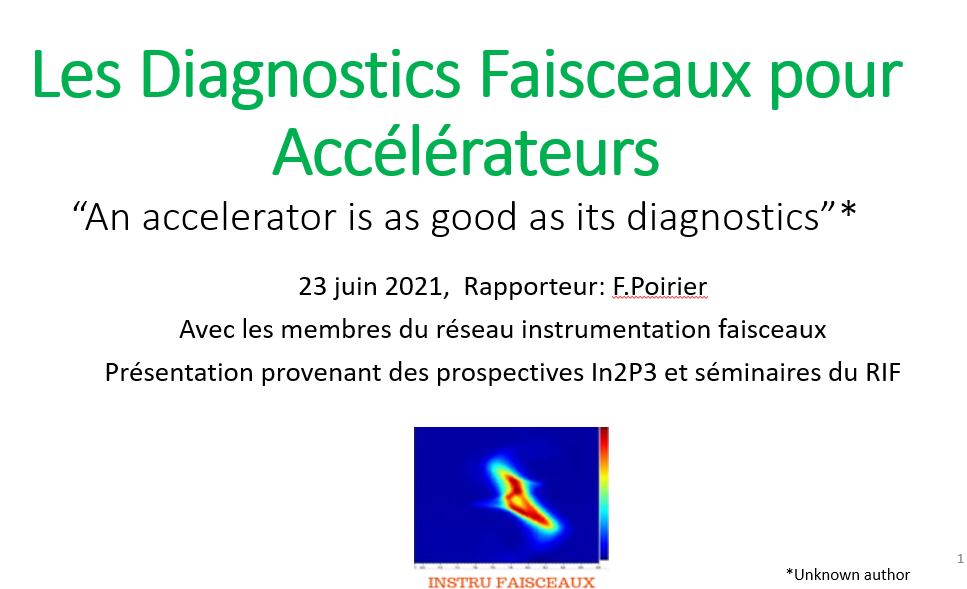 Les Diagnostics Faisceaux pour
Accélérateurs
“An accelerator is as good as its diagnostics”*
23 juin 2021,  Rapporteur: F.Poirier
Avec les membres du réseau instrumentation faisceaux
Présentation provenant des prospectives In2P3 et séminaires du RIF
INSTRU FAISCEAUX
*Unknown author
1